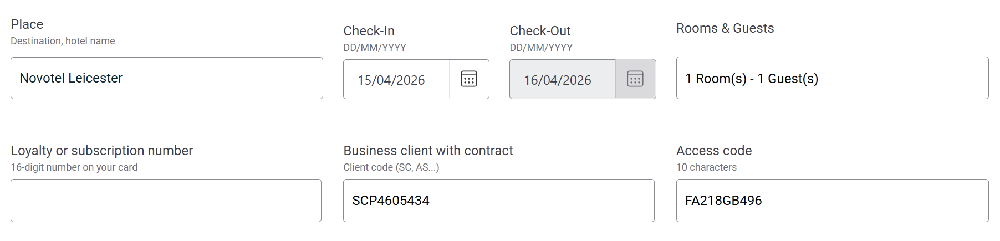 Place
Destination, hotel name
Novotel Leicester
Check-In
DD/MM/YYYY
15/04/2026
Check-Out
DD/MM/YYYY
16/04/2026
Rooms & Guests
1 Room(s) - 1 Guest(s)
Loyalty or subscription number
16-digit number on your card
Business client with contract
Client code (SC, AS...)
SCP4605434
Access code
10 characters
FA218GB496